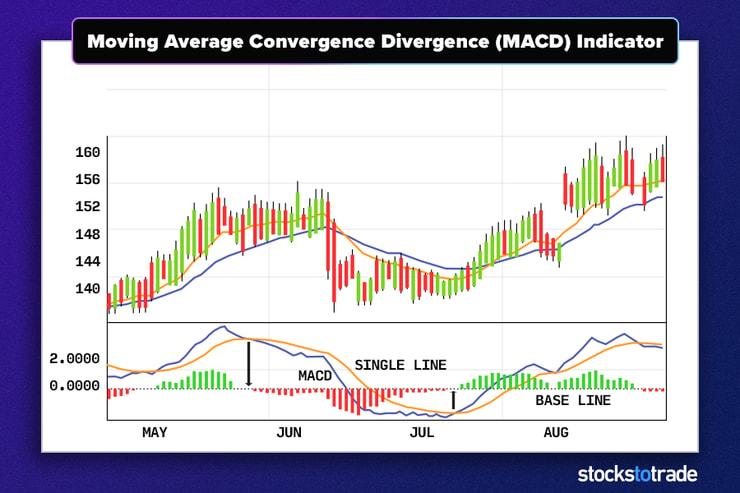 Moving Average Convergence Divergence (MACD) Indicator
160
156
152
148
144
140
2.0000
0.0000
SINGLE LINE
MACD
BASE LINE
MAY JUN JUL AUG
stockstotrade